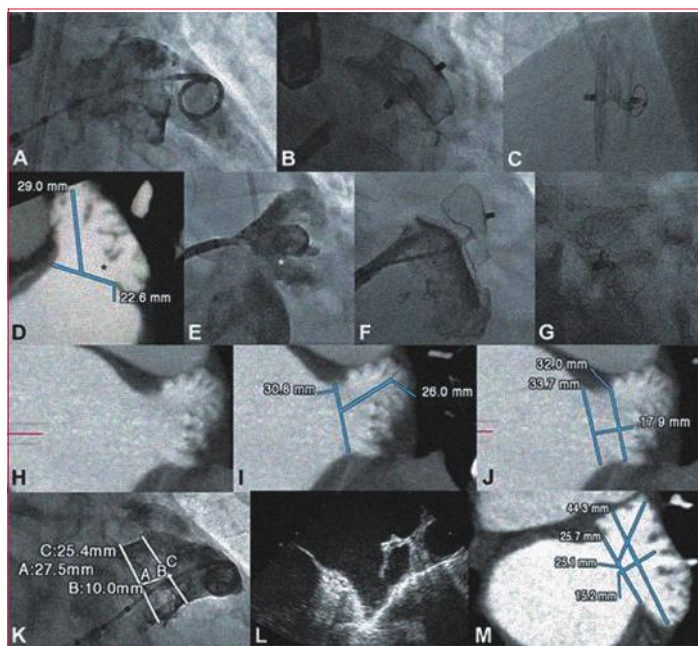 A
B
C
29.0 mm
*
22.6 mm
D
E
F
G
H
30.8 mm
26.0 mm
I
32.0 mm
33.7 mm
17.9 mm
J
C:25.4mm
A:27.5mm
B:10.0mm
A
B
C
K
L
44.3 mm
25.7 mm
25.1 mm
15.2 mm
M